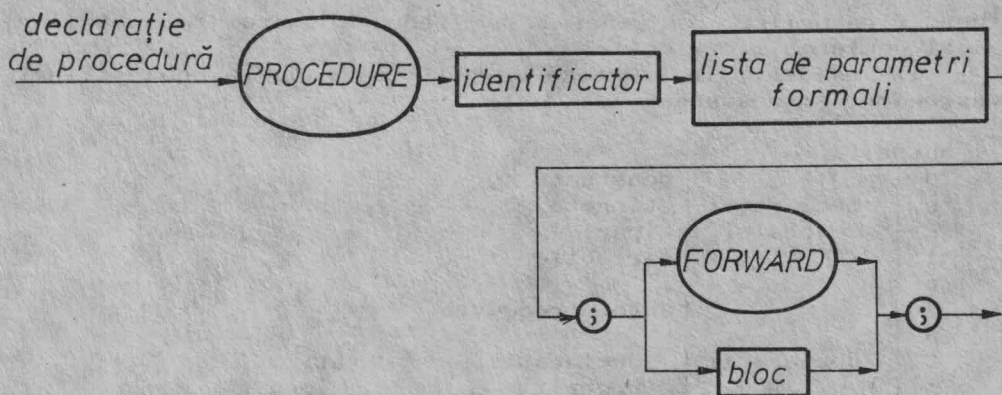 declarație
de procedură
PROCEDURE
identificator
lista de parametri
formali
;
FORWARD
;
bloc